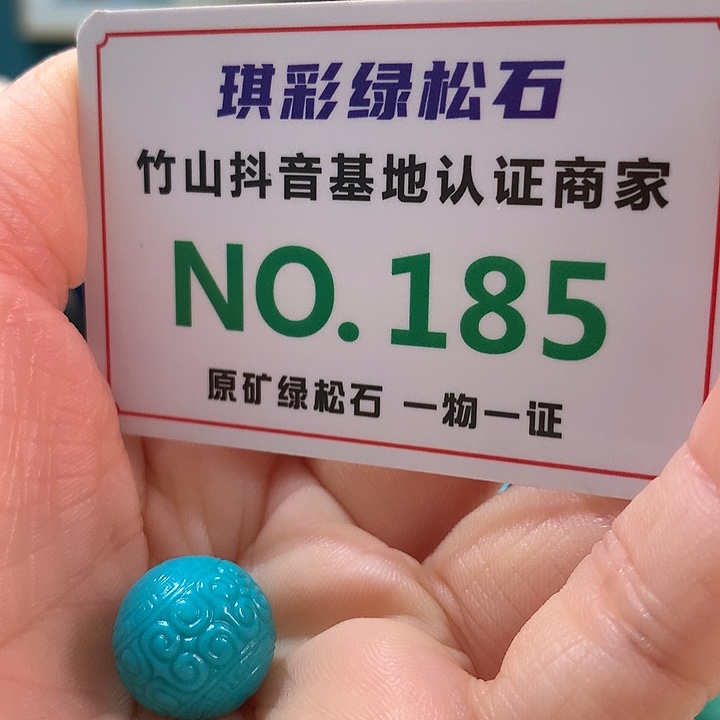 琪彩绿松石
竹山抖音基地认证商家
NO.185
原矿绿松石 一物一证